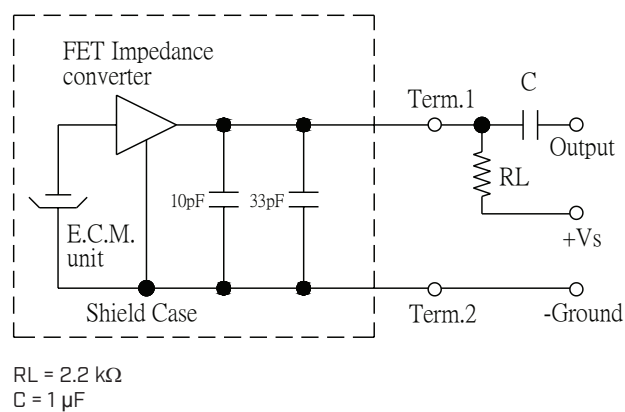 FET Impedance
converter
Term.1
C
Output
10pF
33pF
RL
+Vs
E.C.M.
unit
Shield Case
Term.2
-Ground
RL = 2.2 kΩ
C = 1 µF